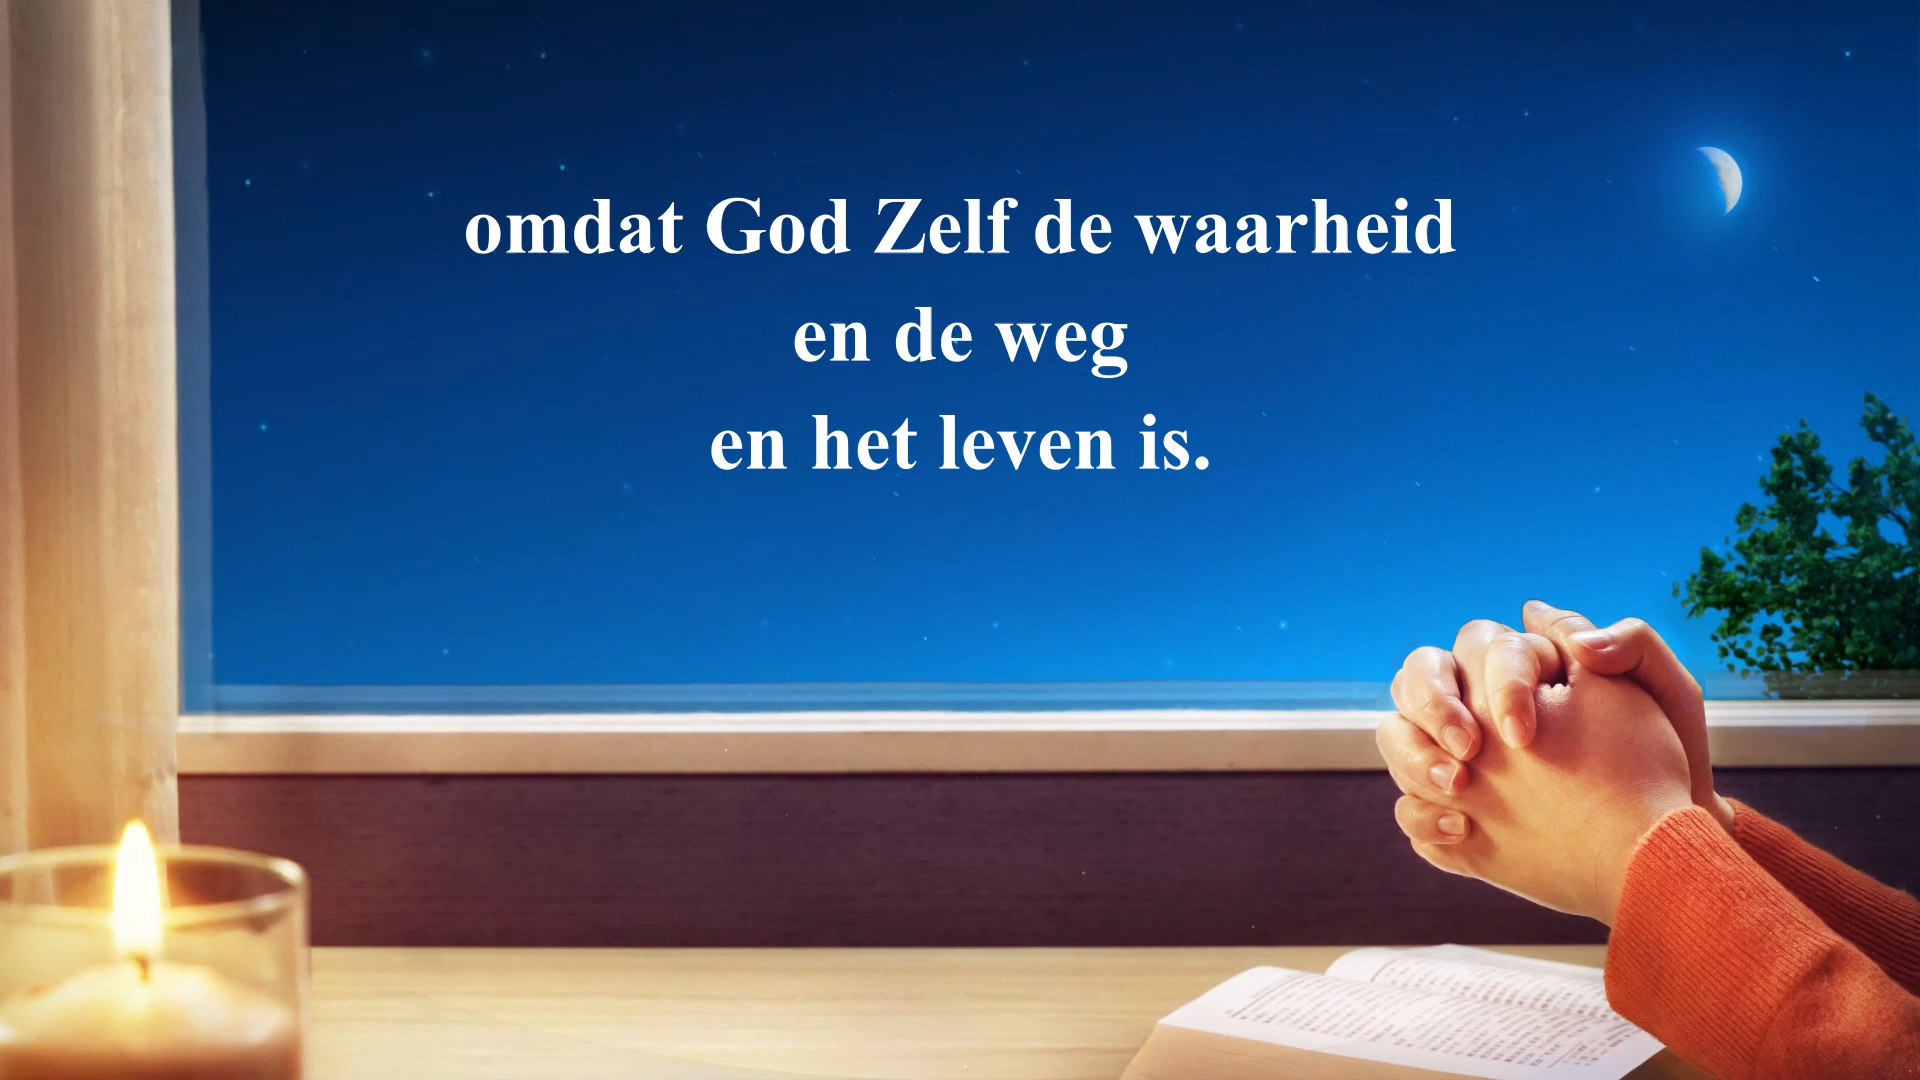 omdat God Zelf de waarheid
en de weg
en het leven is.